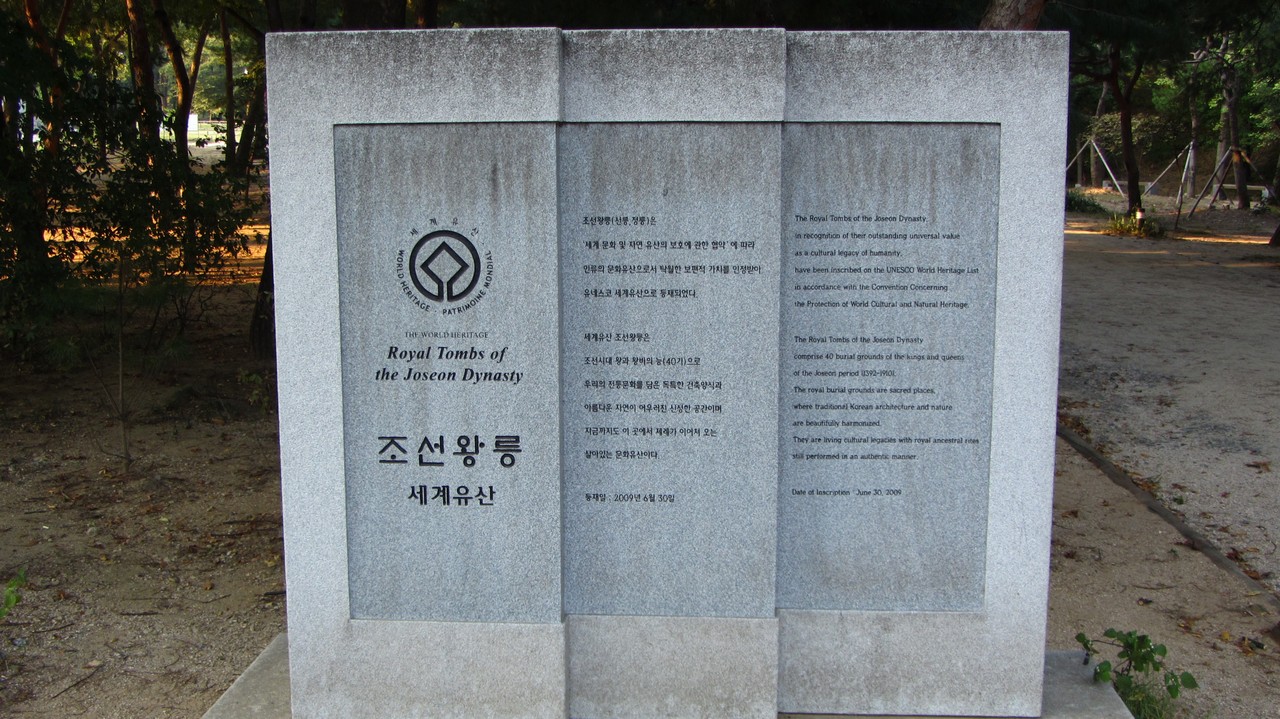 세계유산
WORLD HERITAGE · PATRIMOINE MONDIAL
THE WORLD HERITAGE
Royal Tombs of
the Joseon Dynasty
조선왕릉
세계유산
조선왕릉(선릉·정릉)은
'세계 문화 및 자연 유산의 보호에 관한 협약' 에 따라
인류의 문화유산으로서 탁월한 보편적 가치를 인정받아
유네스코 세계유산으로 등재되었다.
세계유산 조선왕릉은
조선시대 왕과 왕비의 능(40기)으로
우리의 전통문화를 담은 독특한 건축양식과
아름다운 자연이 어우러진 신성한 공간이며
지금까지도 이 곳에서 제례가 이어져 오는
살아있는 문화유산이다.
등재일 : 2009년 6월 30일
The Royal Tombs of the Joseon Dynasty,
in recognition of their outstanding universal value
as a cultural legacy of humanity,
have been inscribed on the UNESCO World Heritage List
in accordance with the Convention Concerning
the Protection of World Cultural and Natural Heritage.
The Royal Tombs of the Joseon Dynasty
comprise 40 burial grounds of the kings and queens
of the Joseon period (1392-1910).
The royal burial grounds are sacred places,
where traditional Korean architecture and nature
are beautifully harmonized.
They are living cultural legacies with royal ancestral rites
still performed in an authentic manner.
Date of Inscription : June 30, 2009